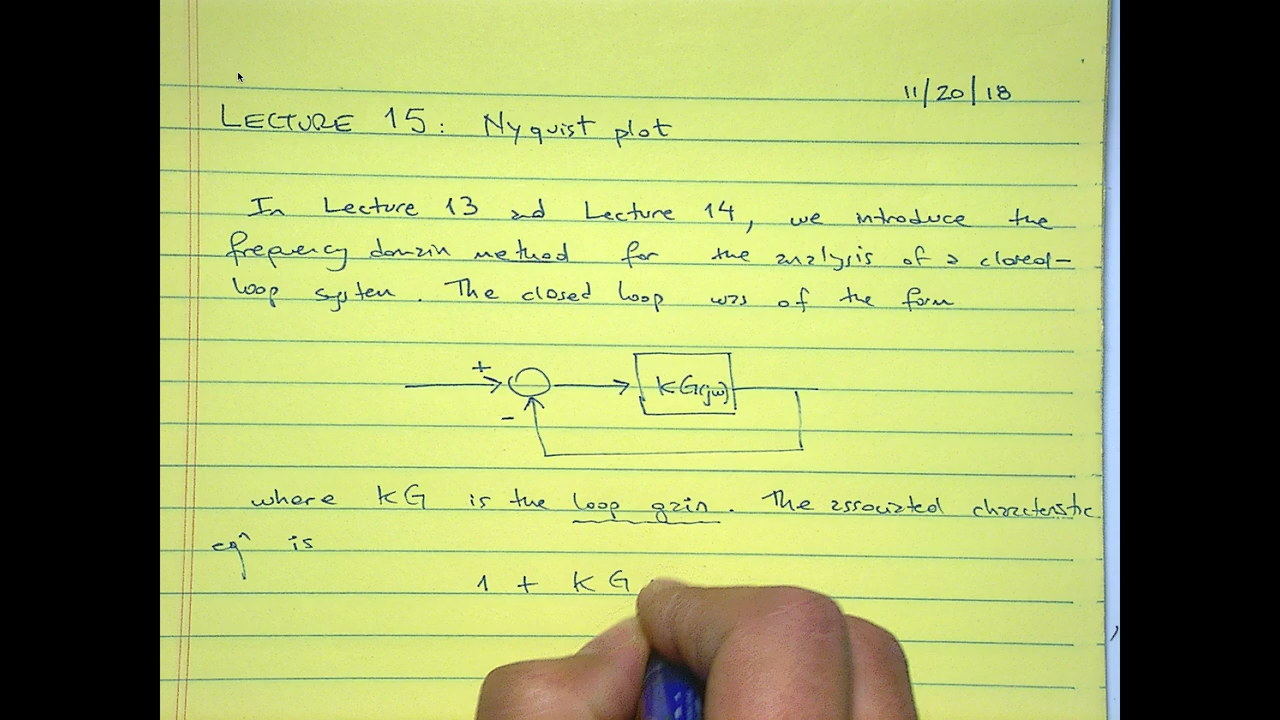 11/20/18
LECTURE 15: Nyquist plot
In Lecture 13 and Lecture 14, we introduce the
frequency domain method for the analysis of a closed-
loop system. The closed loop was of the form
+
KG(jω)
-
where KG is the loop gain. The associated characteristic
eqn is
1 + KG